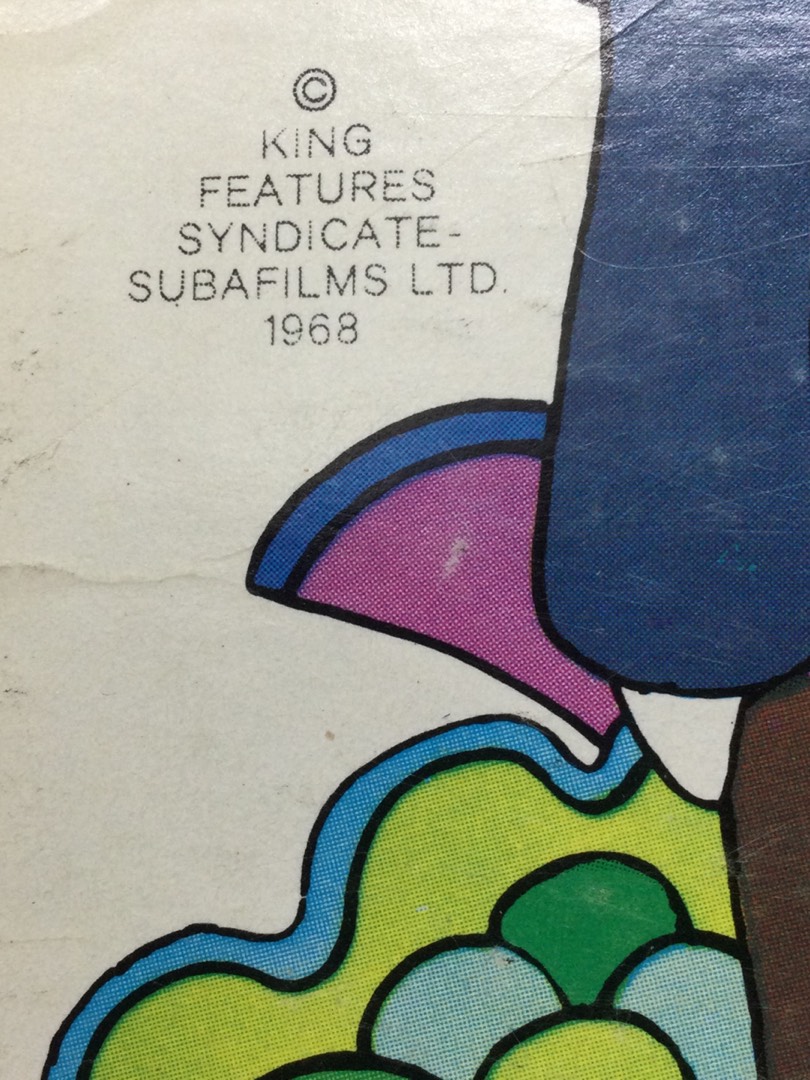 ©
KING
FEATURES
SYNDICATE-
SUBAFILMS LTD.
1968